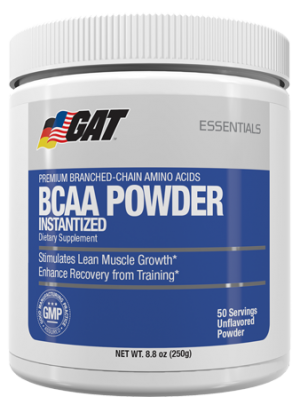 GAT
ESSENTIALS
PREMIUM BRANCHED-CHAIN AMINO ACIDS
BCAA POWDER
INSTANTIZED
Dietary Supplement
Stimulates Lean Muscle Growth*
Enhance Recovery from Training*
GMP
50 Servings
Unflavored
Powder
NET WT. 8.8 oz (250g)